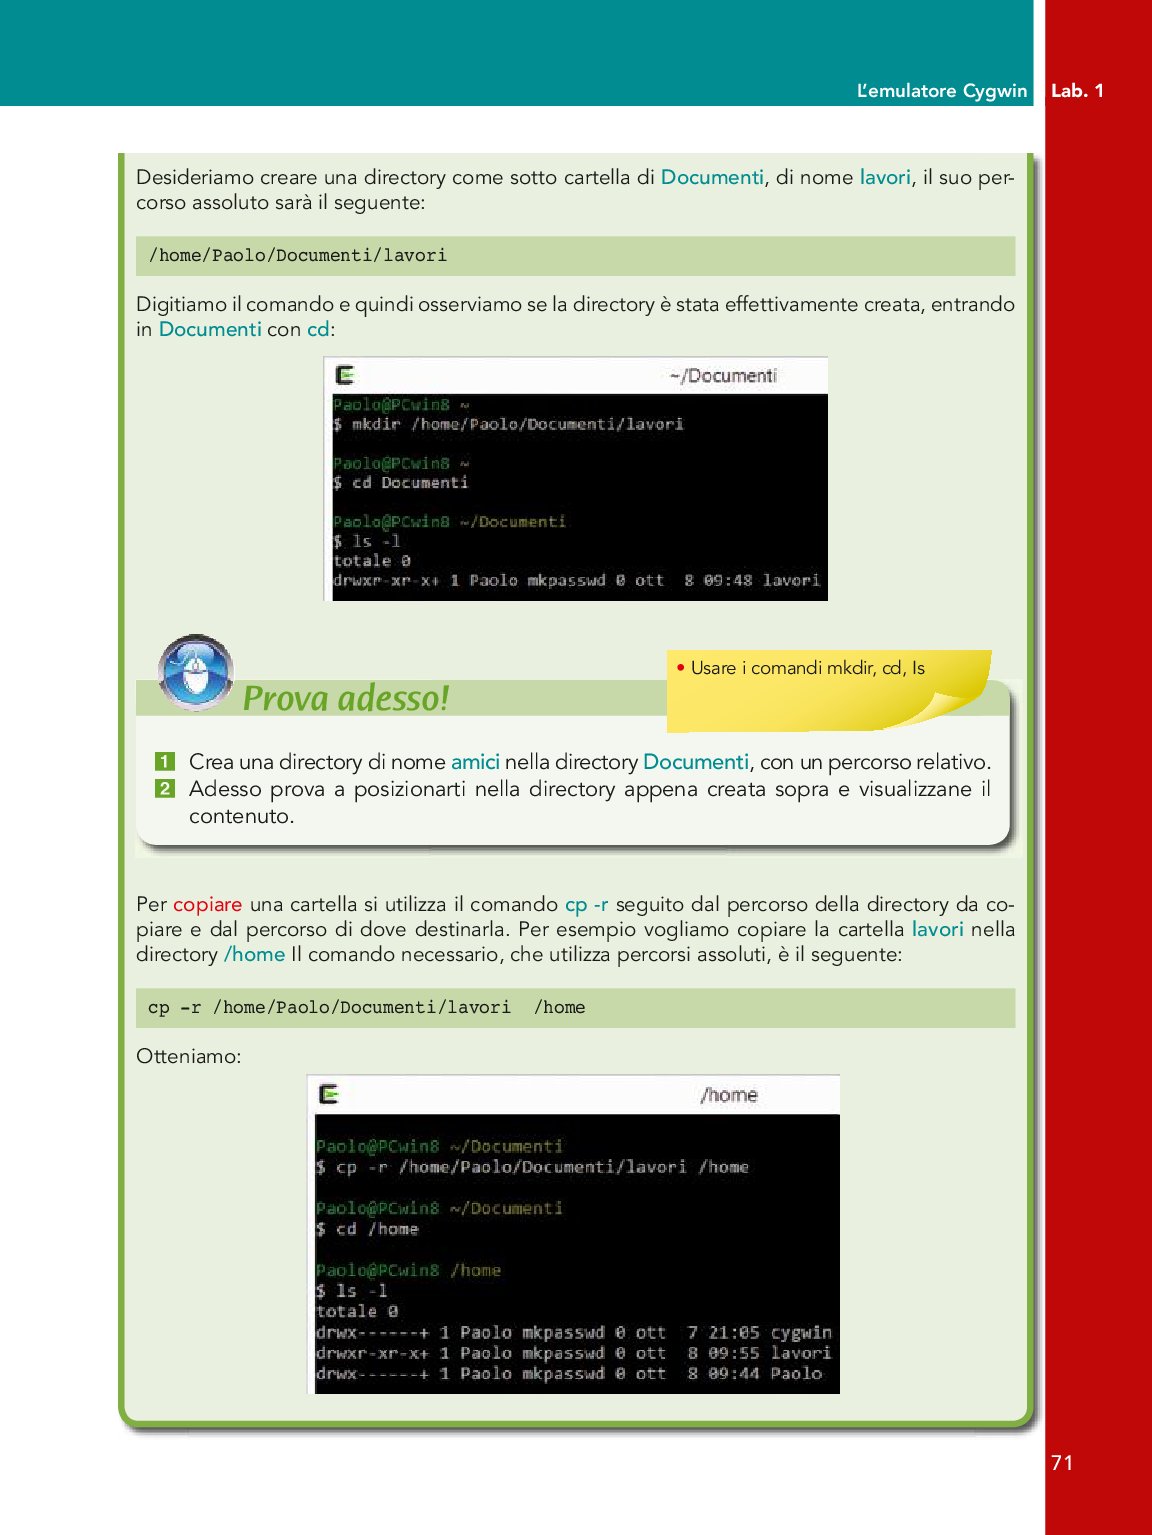 L'emulatore Cygwin Lab. 1
Desideriamo creare una directory come sotto cartella di Documenti, di nome lavori, il suo per-
corso assoluto sarà il seguente:
/home/Paolo/Documenti/lavori
Digitiamo il comando e quindi osserviamo se la directory è stata effettivamente creata, entrando
in Documenti con cd:
~/Documenti
Paolo@PCwin8 ~
$ mkdir /home/Paolo/Documenti/lavori
Paolo@PCwin8 ~
$ cd Documenti
Paolo@PCwin8 ~/Documenti
$ ls -l
totale 0
drwxr-xr-x+ 1 Paolo mkpasswd 0 ott  8 09:48 lavori
• Usare i comandi mkdir, cd, ls
Prova adesso!
1 Crea una directory di nome amici nella directory Documenti, con un percorso relativo.
2 Adesso prova a posizionarti nella directory appena creata sopra e visualizzane il
contenuto.
Per copiare una cartella si utilizza il comando cp -r seguito dal percorso della directory da co-
piare e dal percorso di dove destinarla. Per esempio vogliamo copiare la cartella lavori nella
directory /home Il comando necessario, che utilizza percorsi assoluti, è il seguente:
cp –r /home/Paolo/Documenti/lavori  /home
Otteniamo:
/home
Paolo@PCwin8 ~/Documenti
$ cp -r /home/Paolo/Documenti/lavori /home
Paolo@PCwin8 ~/Documenti
$ cd /home
Paolo@PCwin8 /home
$ ls -l
totale 0
drwx------+ 1 Paolo mkpasswd 0 ott  7 21:05 cygwin
drwxr-xr-x+ 1 Paolo mkpasswd 0 ott  8 09:55 lavori
drwx------+ 1 Paolo mkpasswd 0 ott  8 09:44 Paolo
71